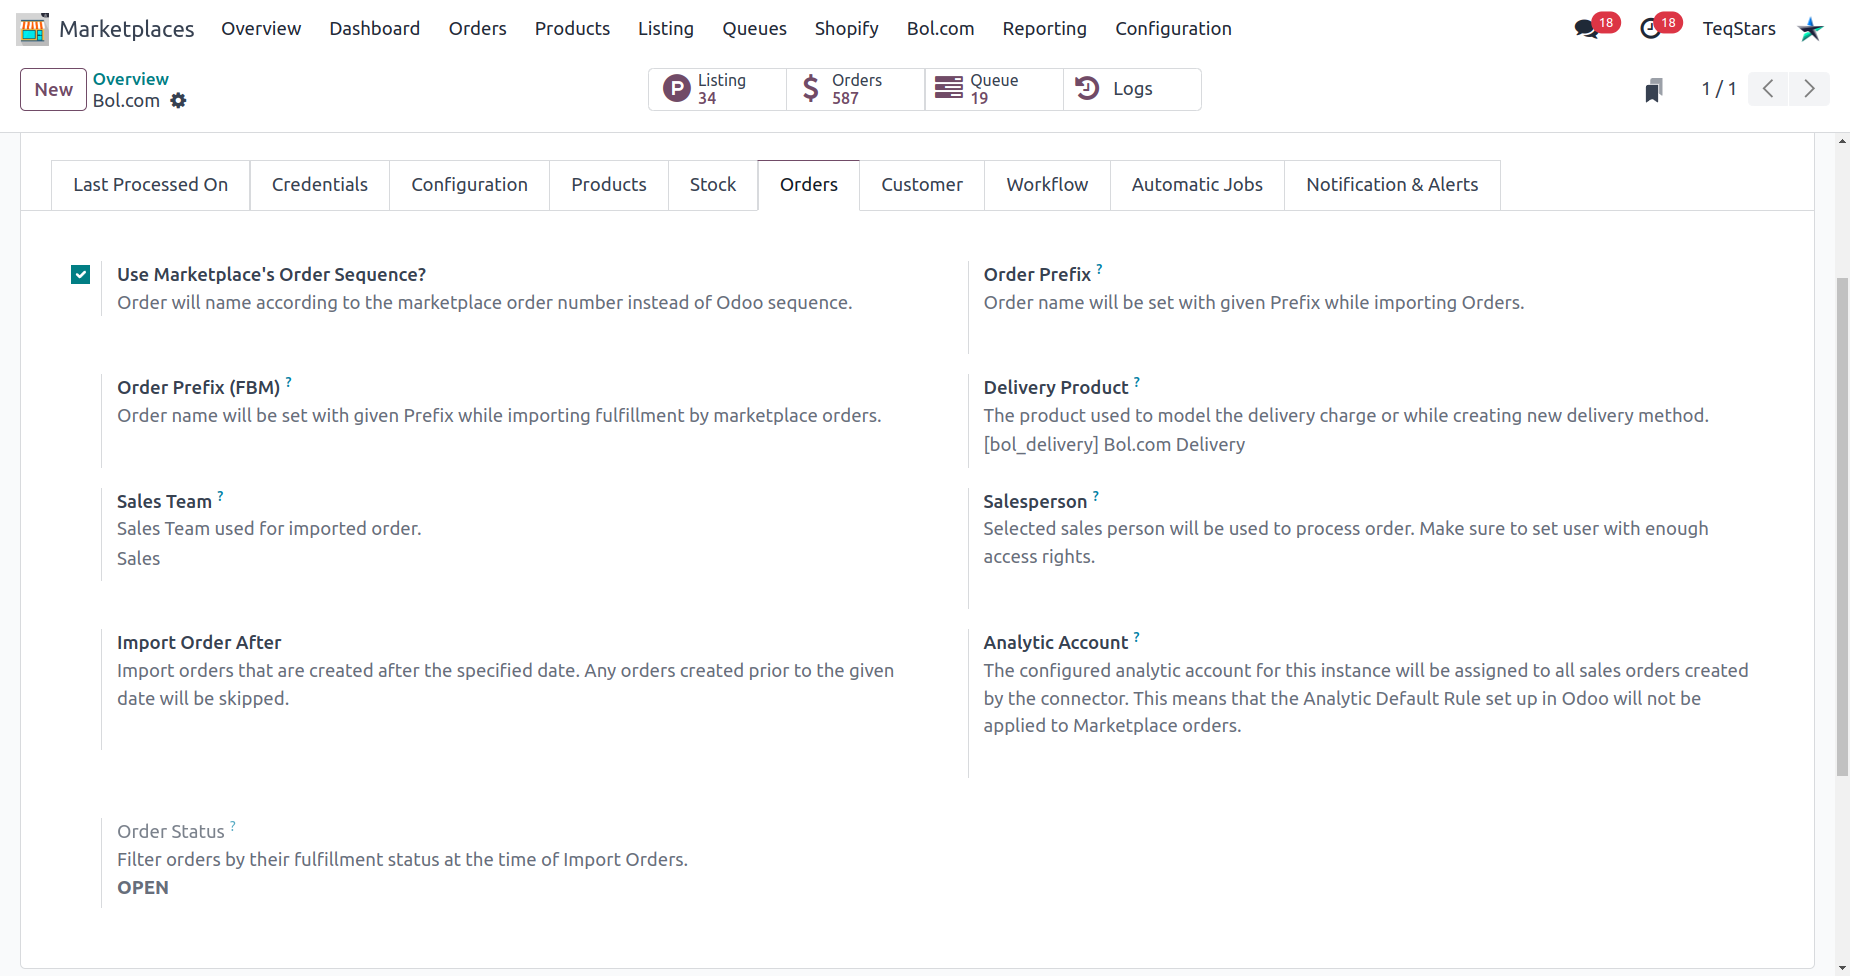 Marketplaces Overview Dashboard Orders Products Listing Queues Shopify Bol.com Reporting Configuration 18 18 TeqStars
New Overview
Bol.com
Listing 34 Orders 587 Queue 19 Logs 1 / 1
Last Processed On Credentials Configuration Products Stock Orders Customer Workflow Automatic Jobs Notification & Alerts
Use Marketplace's Order Sequence?
Order will name according to the marketplace order number instead of Odoo sequence.
Order Prefix ?
Order name will be set with given Prefix while importing Orders.
Order Prefix (FBM) ?
Order name will be set with given Prefix while importing fulfillment by marketplace orders.
Delivery Product ?
The product used to model the delivery charge or while creating new delivery method.
[bol_delivery] Bol.com Delivery
Sales Team ?
Sales Team used for imported order.
Sales
Salesperson ?
Selected sales person will be used to process order. Make sure to set user with enough
access rights.
Import Order After
Import orders that are created after the specified date. Any orders created prior to the given
date will be skipped.
Analytic Account ?
The configured analytic account for this instance will be assigned to all sales orders created
by the connector. This means that the Analytic Default Rule set up in Odoo will not be
applied to Marketplace orders.
Order Status ?
Filter orders by their fulfillment status at the time of Import Orders.
OPEN